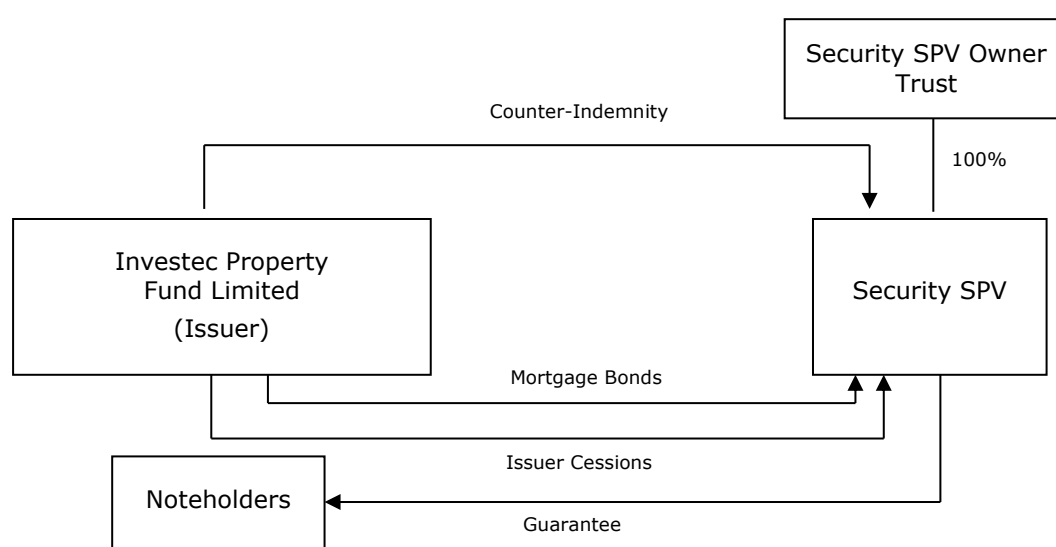 Security SPV Owner
Trust
Counter-Indemnity
100%
Investec Property
Fund Limited
(Issuer)
Security SPV
Mortgage Bonds
Issuer Cessions
Noteholders
Guarantee